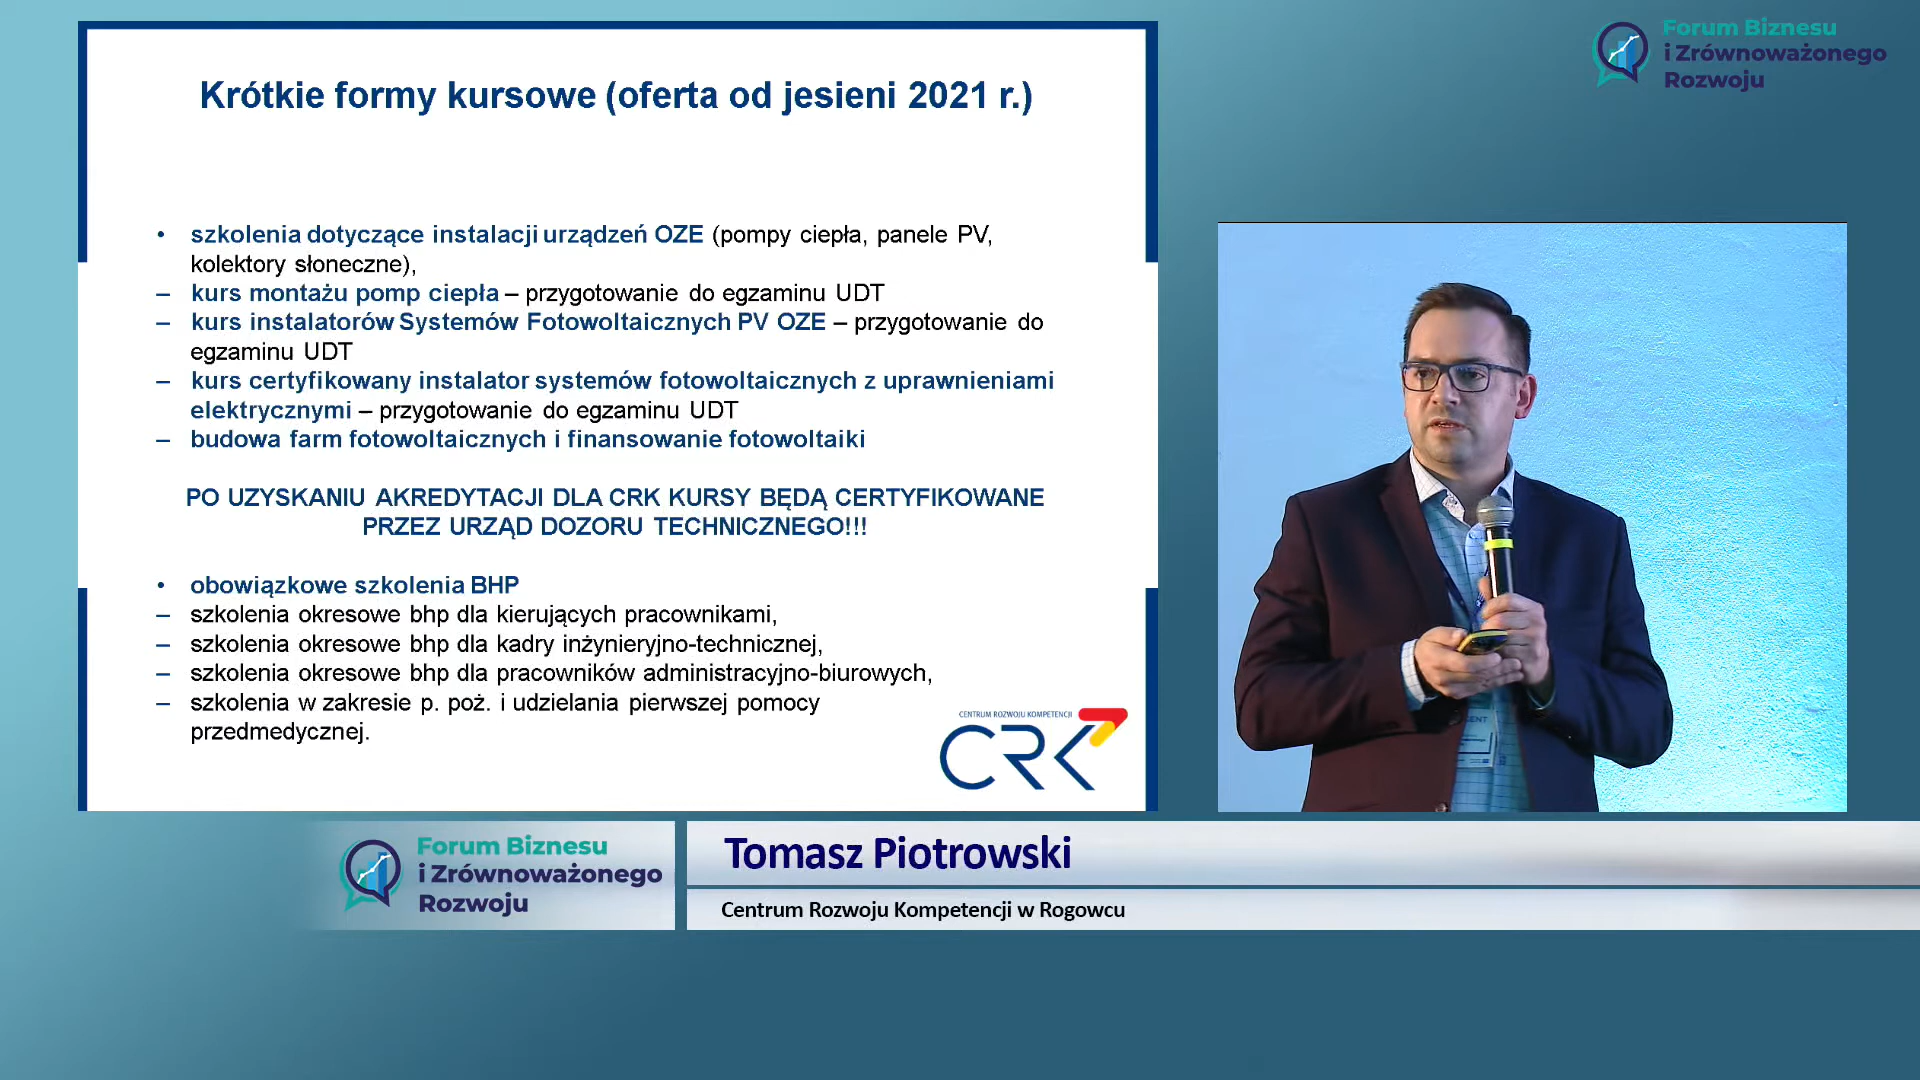 Krótkie formy kursowe (oferta od jesieni 2021 r.)
• szkolenia dotyczące instalacji urządzeń OZE (pompy ciepła, panele PV,
kolektory słoneczne),
– kurs montażu pomp ciepła – przygotowanie do egzaminu UDT
– kurs instalatorów Systemów Fotowoltaicznych PV OZE – przygotowanie do
egzaminu UDT
– kurs certyfikowany instalator systemów fotowoltaicznych z uprawnieniami
elektrycznymi – przygotowanie do egzaminu UDT
– budowa farm fotowoltaicznych i finansowanie fotowoltaiki
PO UZYSKANIU AKREDYTACJI DLA CRK KURSY BĘDĄ CERTYFIKOWANE
PRZEZ URZĄD DOZORU TECHNICZNEGO!!!
• obowiązkowe szkolenia BHP
– szkolenia okresowe bhp dla kierujących pracownikami,
– szkolenia okresowe bhp dla kadry inżynieryjno-technicznej,
– szkolenia okresowe bhp dla pracowników administracyjno-biurowych,
– szkolenia w zakresie p. poż. i udzielania pierwszej pomocy
przedmedycznej.
CENTRUM ROZWOJU KOMPETENCJI
CRK
Forum Biznesu
i Zrównoważonego
Rozwoju
Forum Biznesu
i Zrównoważonego
Rozwoju
Tomasz Piotrowski
Centrum Rozwoju Kompetencji w Rogowcu